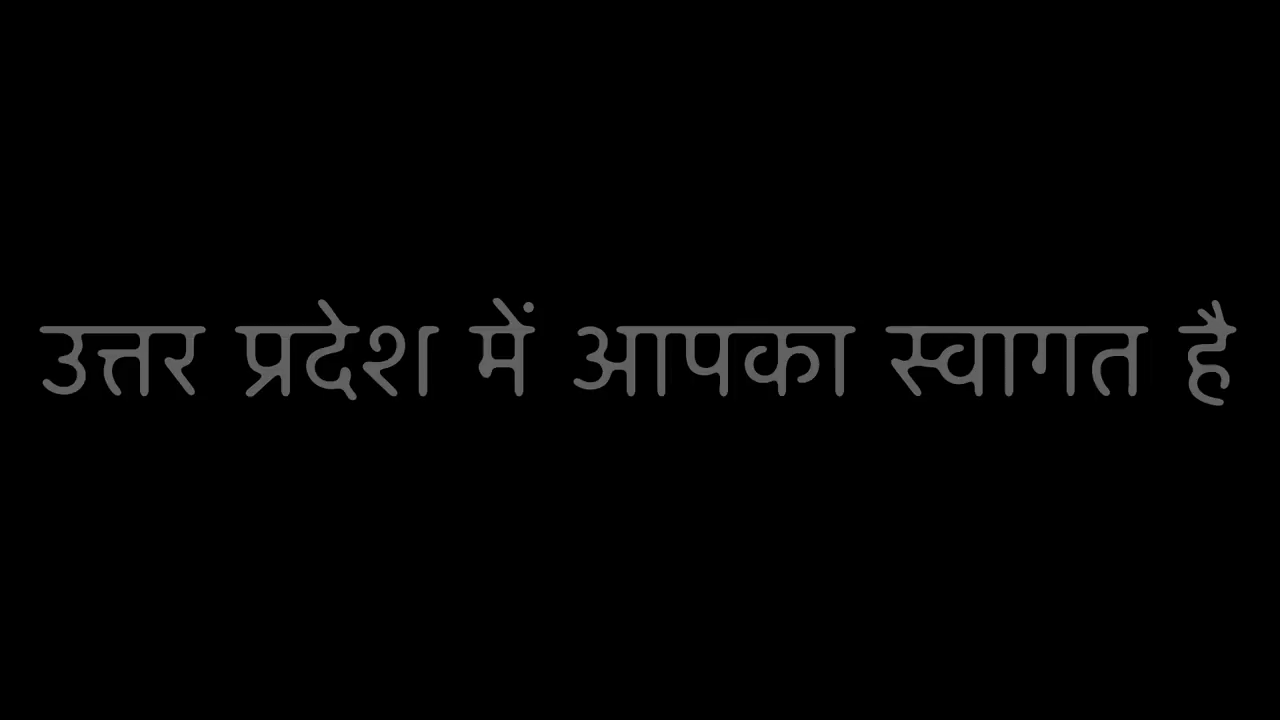 उत्तर प्रदेश में आपका स्वागत है